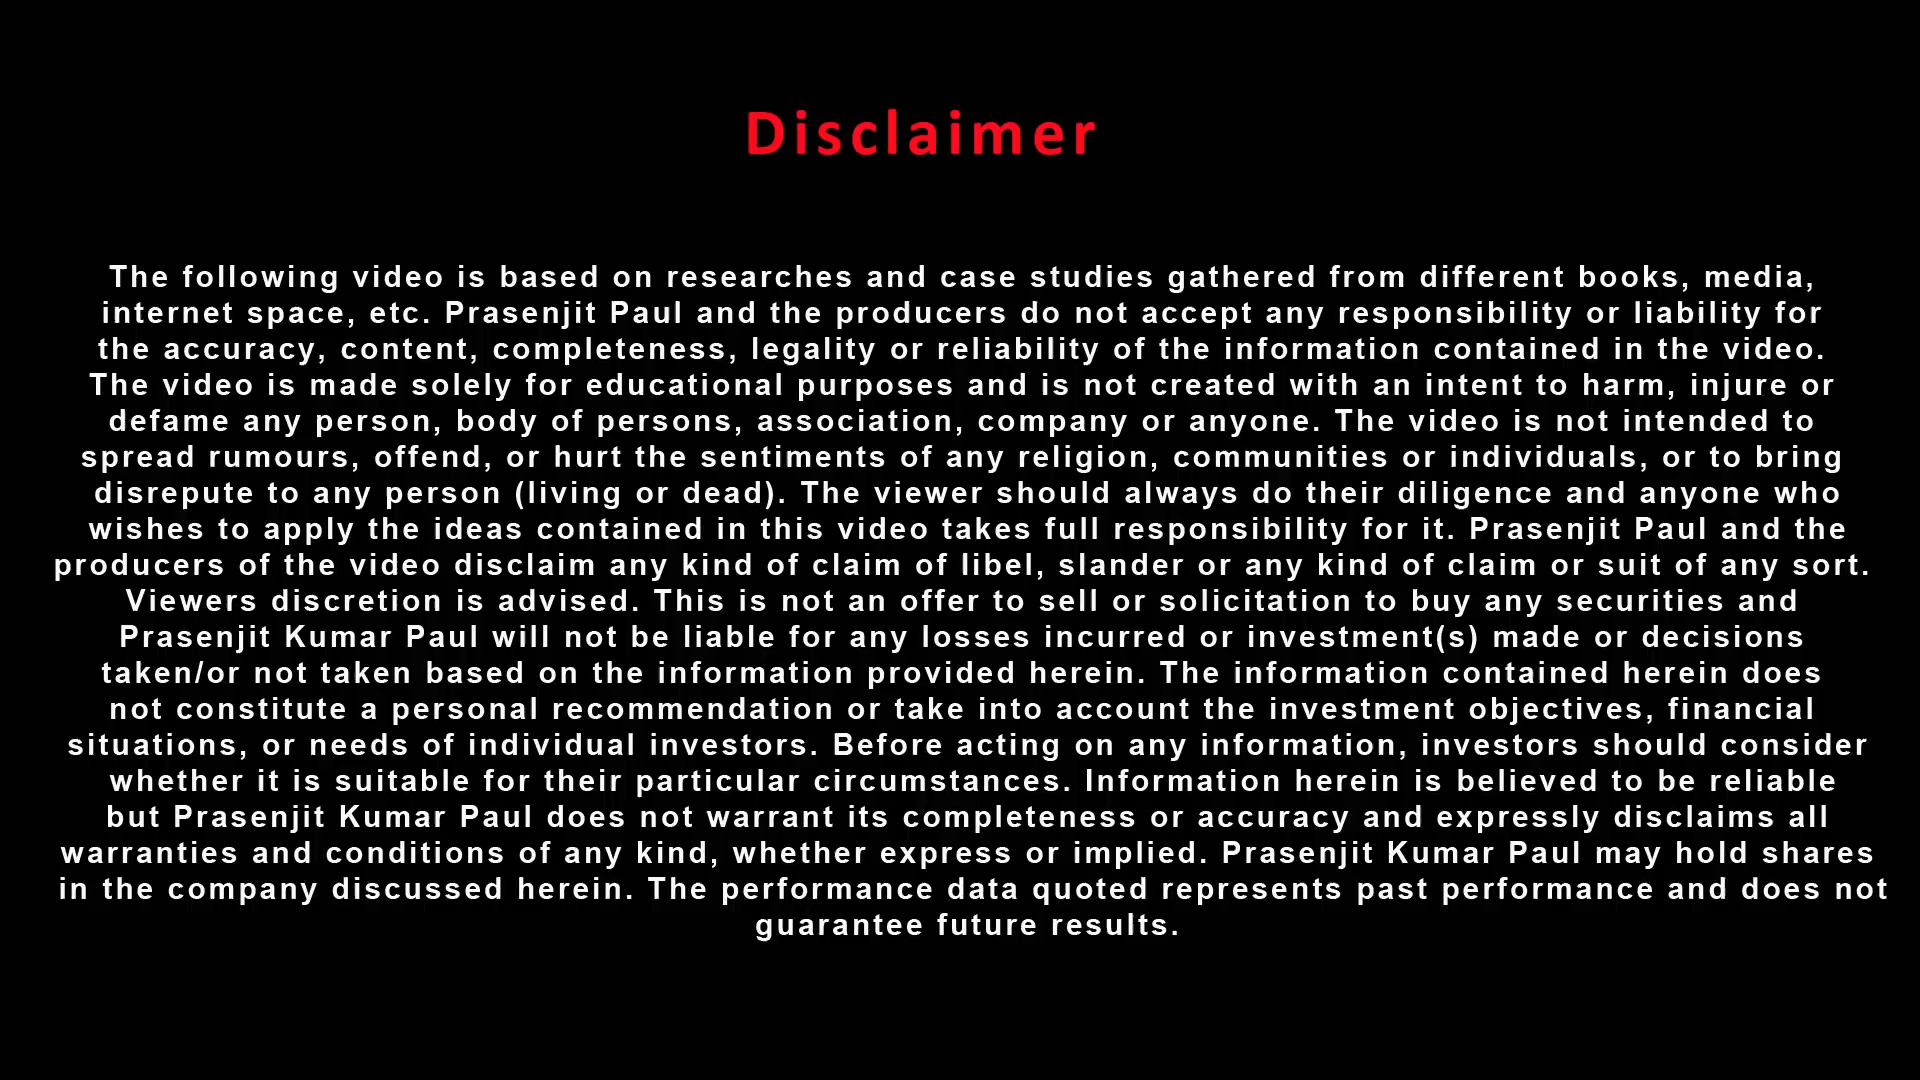 Disclaimer
The following video is based on researches and case studies gathered from different books, media,
internet space, etc. Prasenjit Paul and the producers do not accept any responsibility or liability for
the accuracy, content, completeness, legality or reliability of the information contained in the video.
The video is made solely for educational purposes and is not created with an intent to harm, injure or
defame any person, body of persons, association, company or anyone. The video is not intended to
spread rumours, offend, or hurt the sentiments of any religion, communities or individuals, or to bring
disrepute to any person (living or dead). The viewer should always do their diligence and anyone who
wishes to apply the ideas contained in this video takes full responsibility for it. Prasenjit Paul and the
producers of the video disclaim any kind of claim of libel, slander or any kind of claim or suit of any sort.
Viewers discretion is advised. This is not an offer to sell or solicitation to buy any securities and
Prasenjit Kumar Paul will not be liable for any losses incurred or investment(s) made or decisions
taken/or not taken based on the information provided herein. The information contained herein does
not constitute a personal recommendation or take into account the investment objectives, financial
situations, or needs of individual investors. Before acting on any information, investors should consider
whether it is suitable for their particular circumstances. Information herein is believed to be reliable
but Prasenjit Kumar Paul does not warrant its completeness or accuracy and expressly disclaims all
warranties and conditions of any kind, whether express or implied. Prasenjit Kumar Paul may hold shares
in the company discussed herein. The performance data quoted represents past performance and does not
guarantee future results.